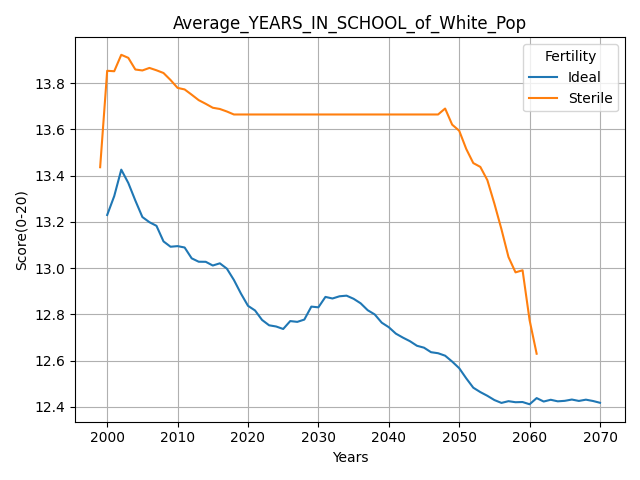 Average_YEARS_IN_SCHOOL_of_White_Pop
Fertility
Ideal
Sterile
Score(0-20)
13.8
13.6
13.4
13.2
13.0
12.8
12.6
12.4
2000 2010 2020 2030 2040 2050 2060 2070
Years